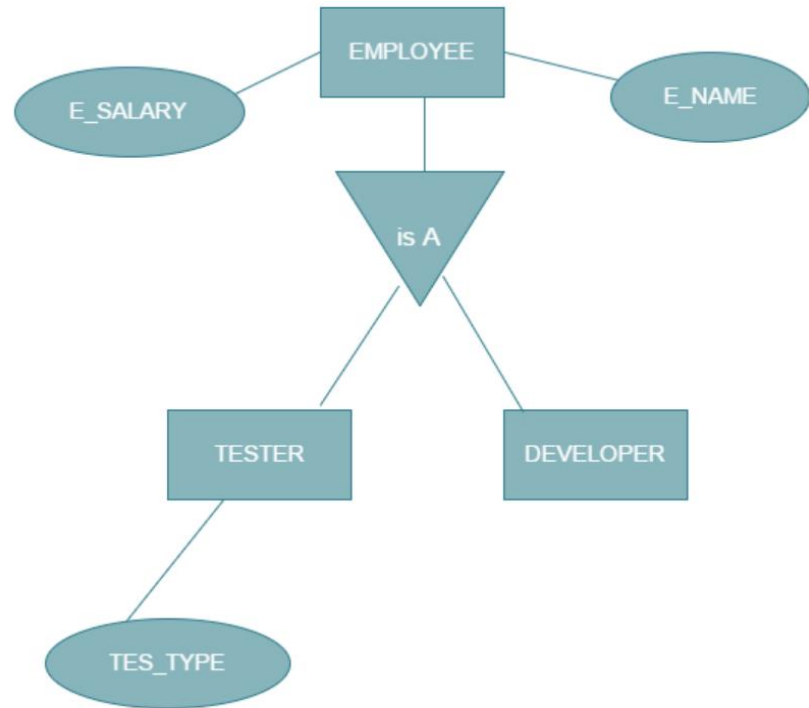 EMPLOYEE
E_SALARY
E_NAME
is A
TESTER
DEVELOPER
TES_TYPE